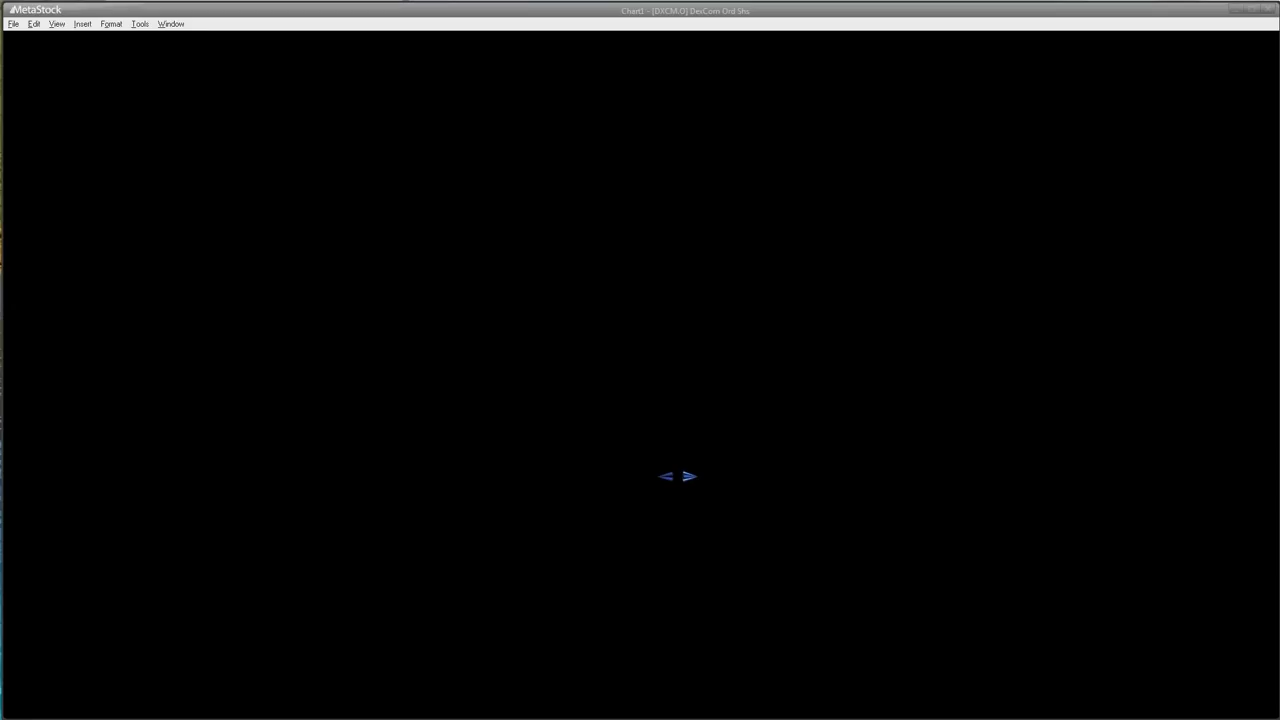 MetaStock
Chart1 - [DXCM.O] DexCom Ord Shs
File Edit View Insert Format Tools Window